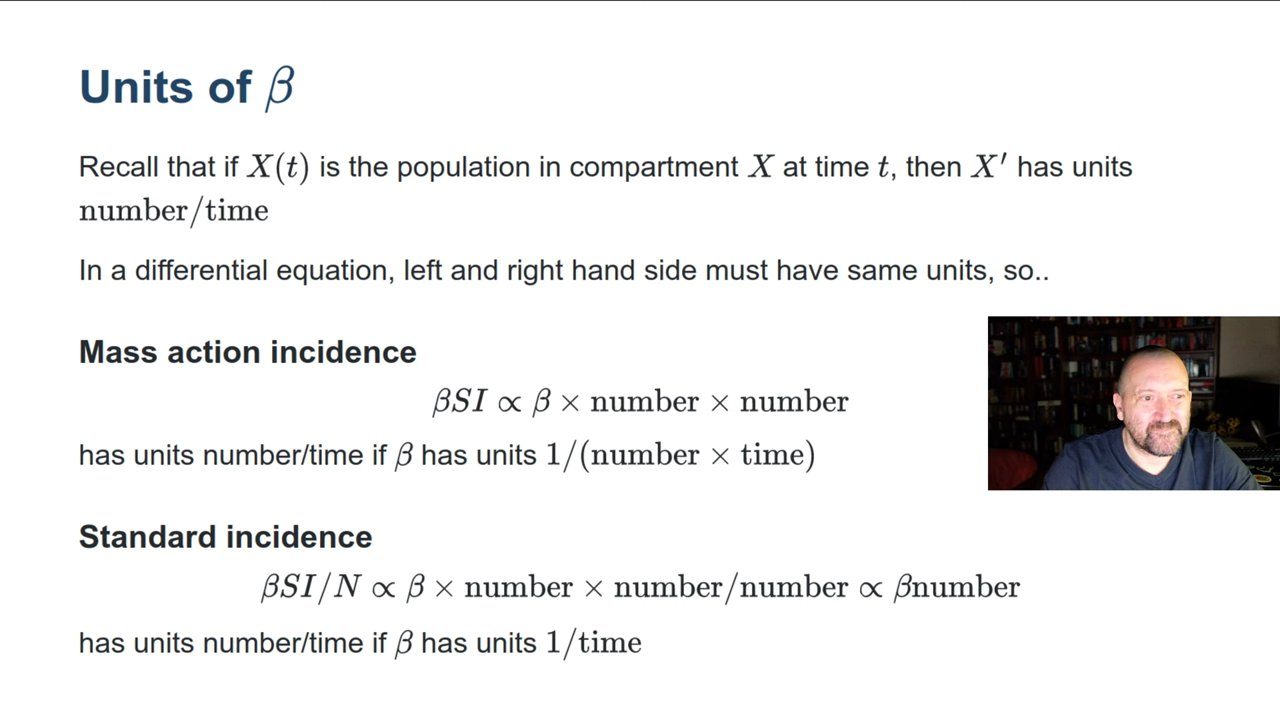 Units of β
Recall that if X(t) is the population in compartment X at time t, then X′ has units
number/time
In a differential equation, left and right hand side must have same units, so..
Mass action incidence
βSI ∝ β × number × number
has units number/time if β has units 1/(number × time)
Standard incidence
βSI/N ∝ β × number × number/number ∝ βnumber
has units number/time if β has units 1/time